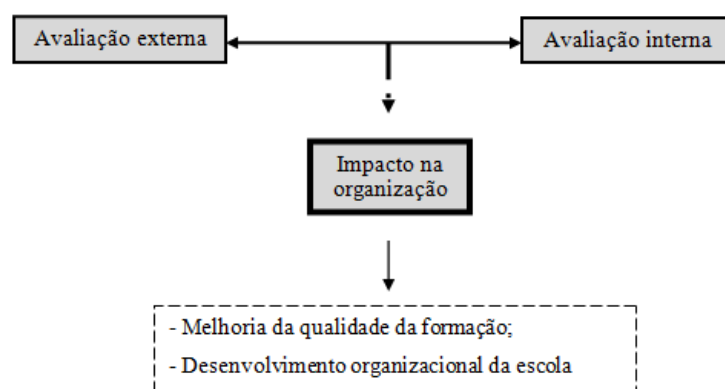 Avaliação externa
Avaliação interna
Impacto na
organização
- Melhoria da qualidade da formação;
- Desenvolvimento organizacional da escola